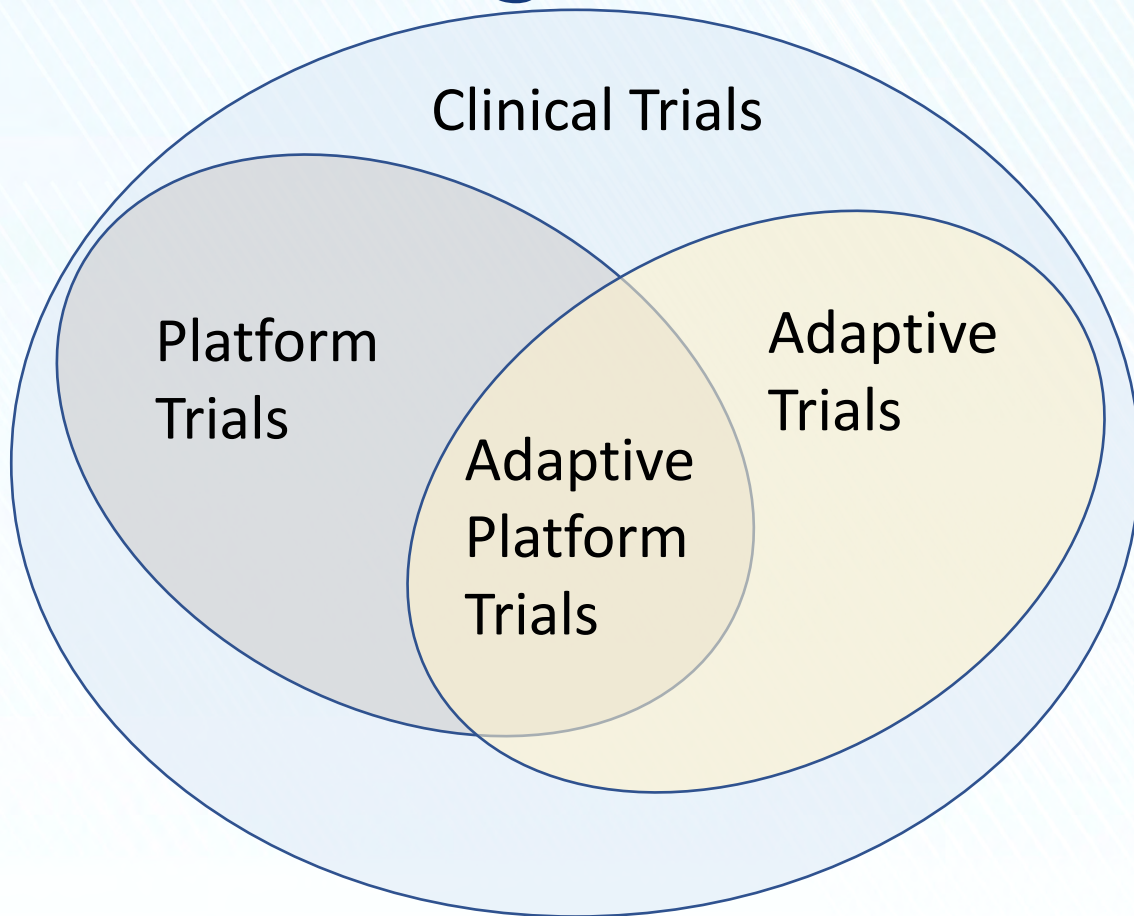 Clinical Trials
Platform
Trials
Adaptive
Trials
Adaptive
Platform
Trials